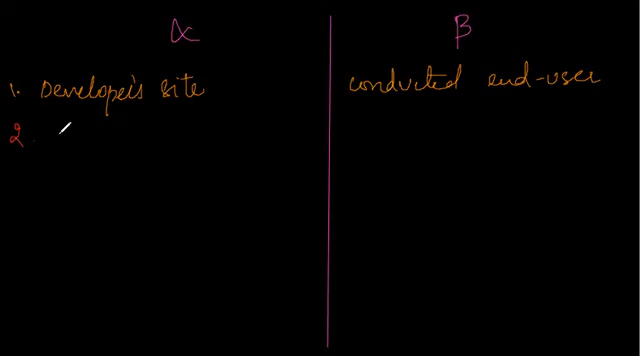 α β
1. Developer's site conducted end-user
2.